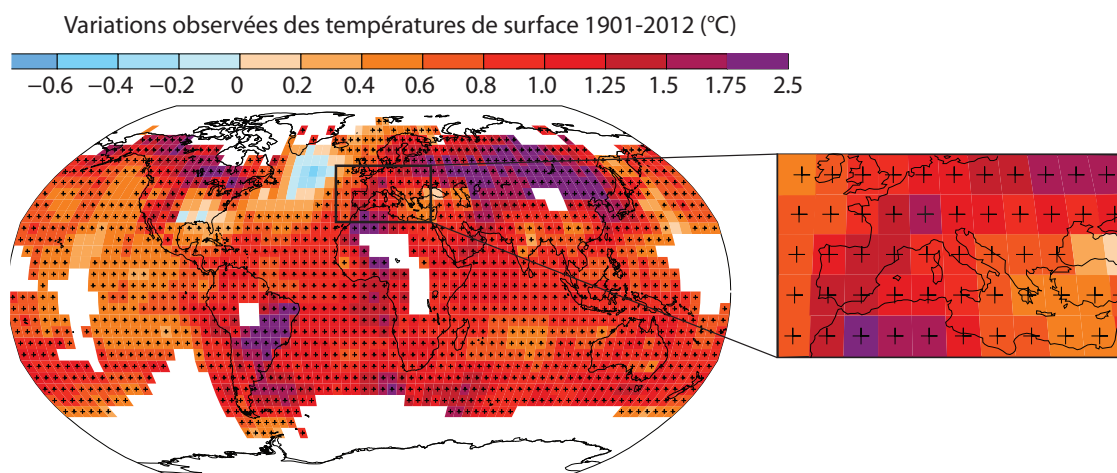 Variations observées des températures de surface 1901-2012 (°C)
−0.6 −0.4 −0.2 0 0.2 0.4 0.6 0.8 1.0 1.25 1.5 1.75 2.5